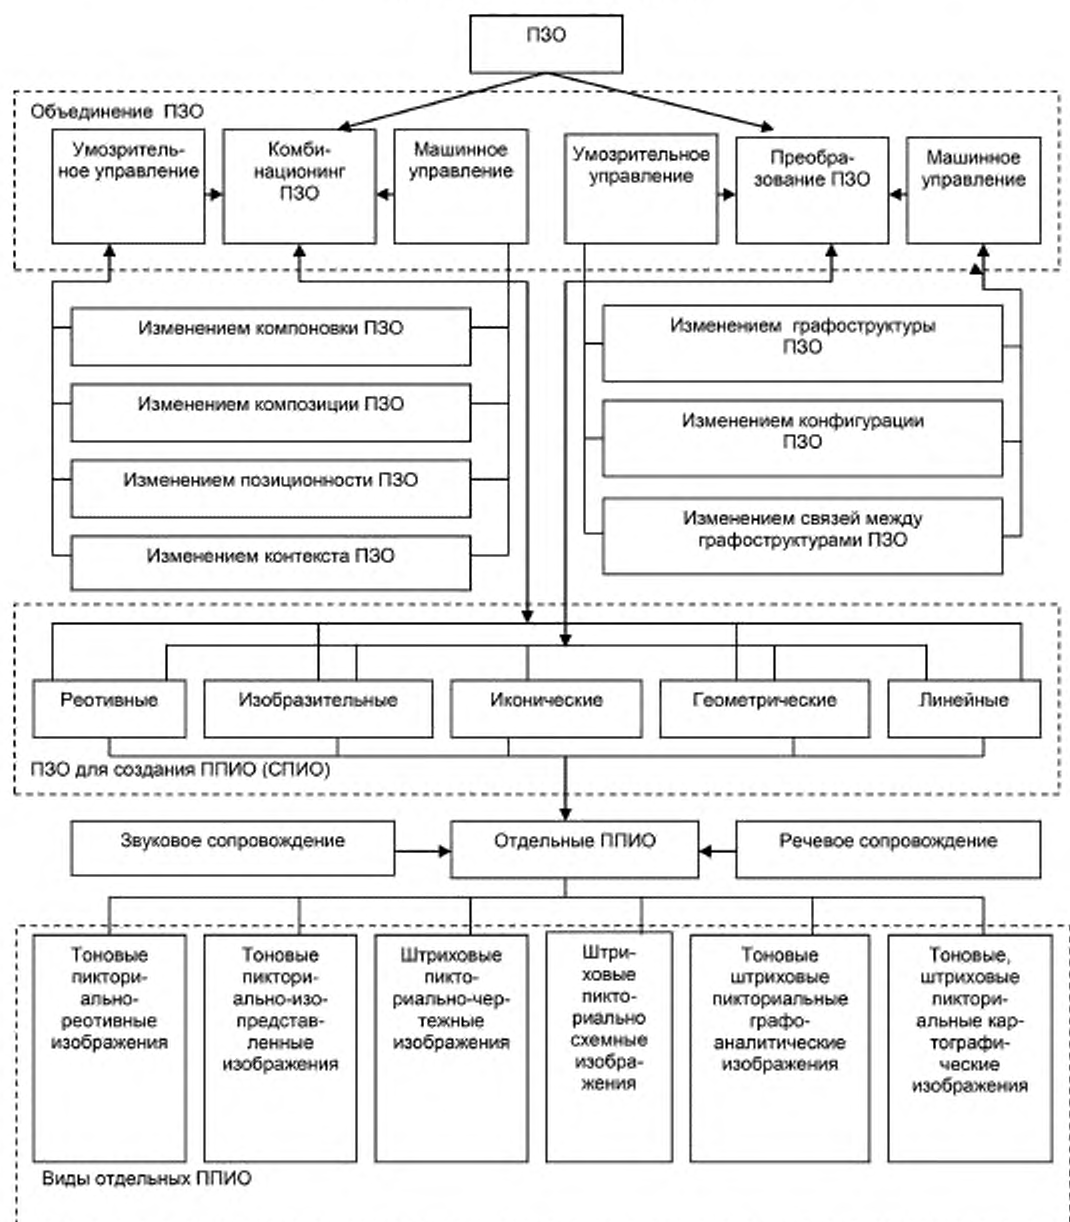 ПЗО
Объединение ПЗО
Умозритель-
ное управление
Комби-
национинг
ПЗО
Машинное
управление
Умозрительное
управление
Преобра-
зование ПЗО
Машинное
управление
Изменением компоновки ПЗО
Изменением композиции ПЗО
Изменением позиционности ПЗО
Изменением контекста ПЗО
Изменением графоструктуры
ПЗО
Изменением конфигурации
ПЗО
Изменением связей между
графоструктурами ПЗО
Реотивные
Изобразительные
Иконические
Геометрические
Линейные
ПЗО для создания ППИО (СПИО)
Звуковое сопровождение
Отдельные ППИО
Речевое сопровождение
Тоновые
пиктори-
ально-
реотивные
изображения
Тоновые
пиктори-
ально-изо-
представ-
ленные
изображения
Штриховые
пикто-
риально-чер-
тежные
изображения
Штри-
ховые
пикто-
риально
схемные
изобра-
жения
Тоновые
штриховые
пикториальные
графо-
аналитические
изображения
Тоновые,
штриховые
пиктори-
альные кар-
тографи-
ческие
изображения
Виды отдельных ППИО